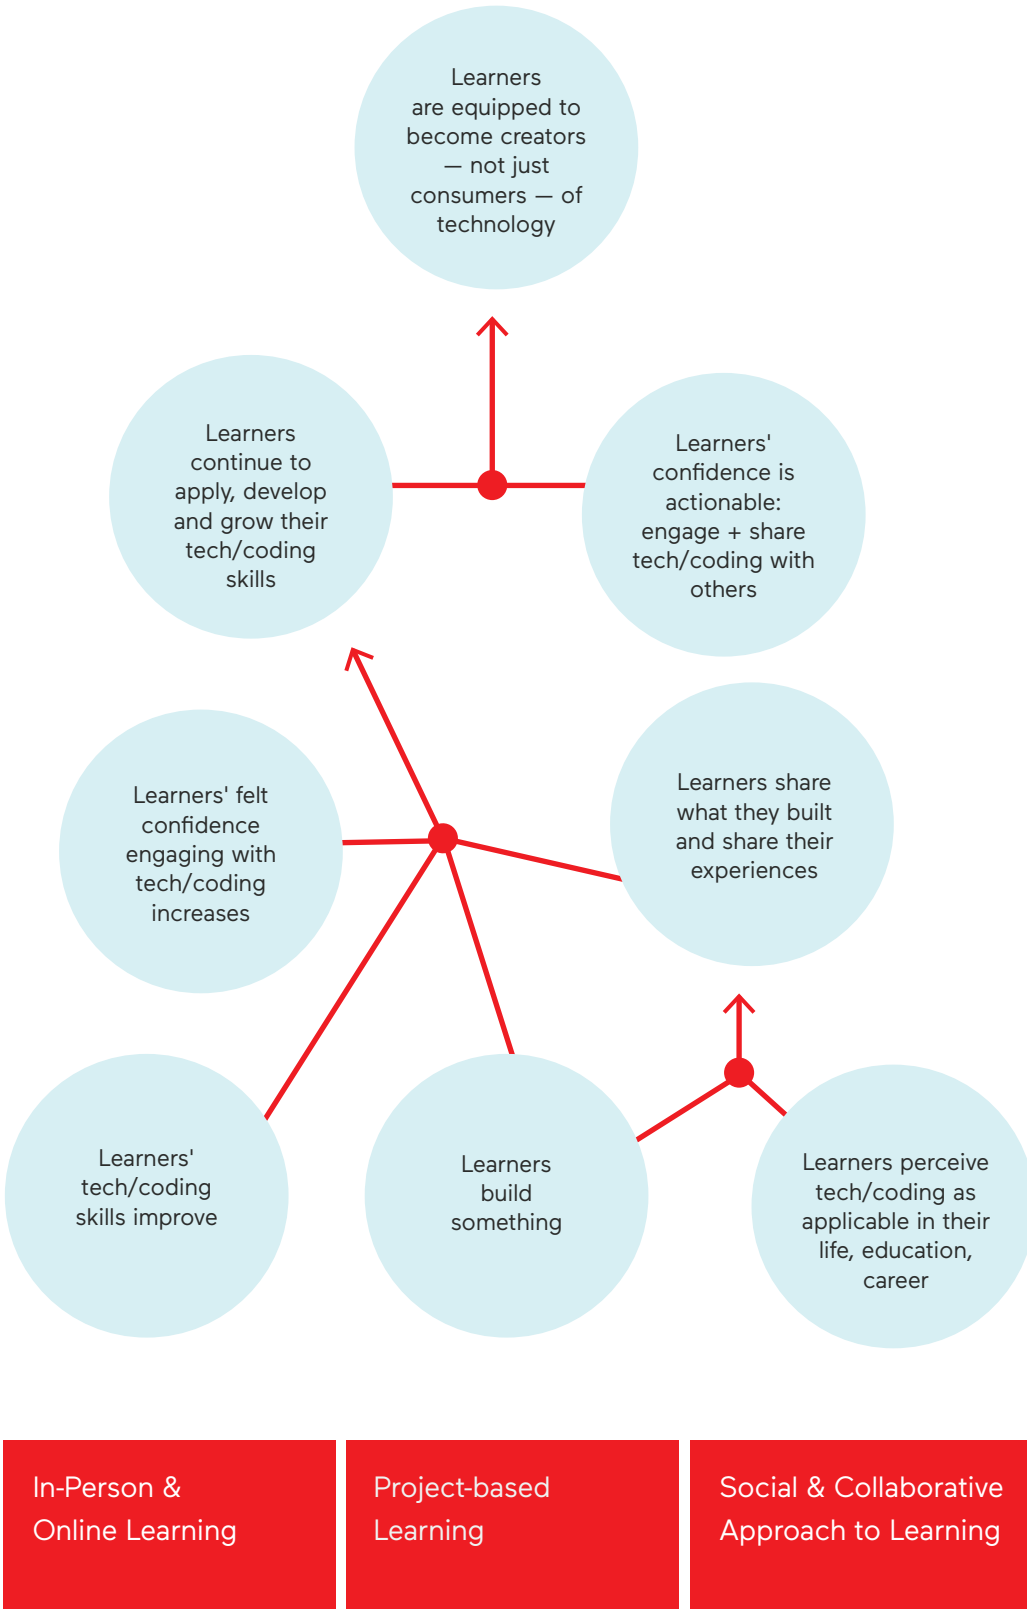 Learners
are equipped to
become creators
— not just
consumers — of
technology
Learners
continue to
apply, develop
and grow their
tech/coding
skills
Learners'
confidence is
actionable:
engage + share
tech/coding with
others
Learners' felt
confidence
engaging with
tech/coding
increases
Learners share
what they built
and share their
experiences
Learners'
tech/coding
skills improve
Learners
build
something
Learners perceive
tech/coding as
applicable in their
life, education,
career
In-Person &
Online Learning
Project-based
Learning
Social & Collaborative
Approach to Learning